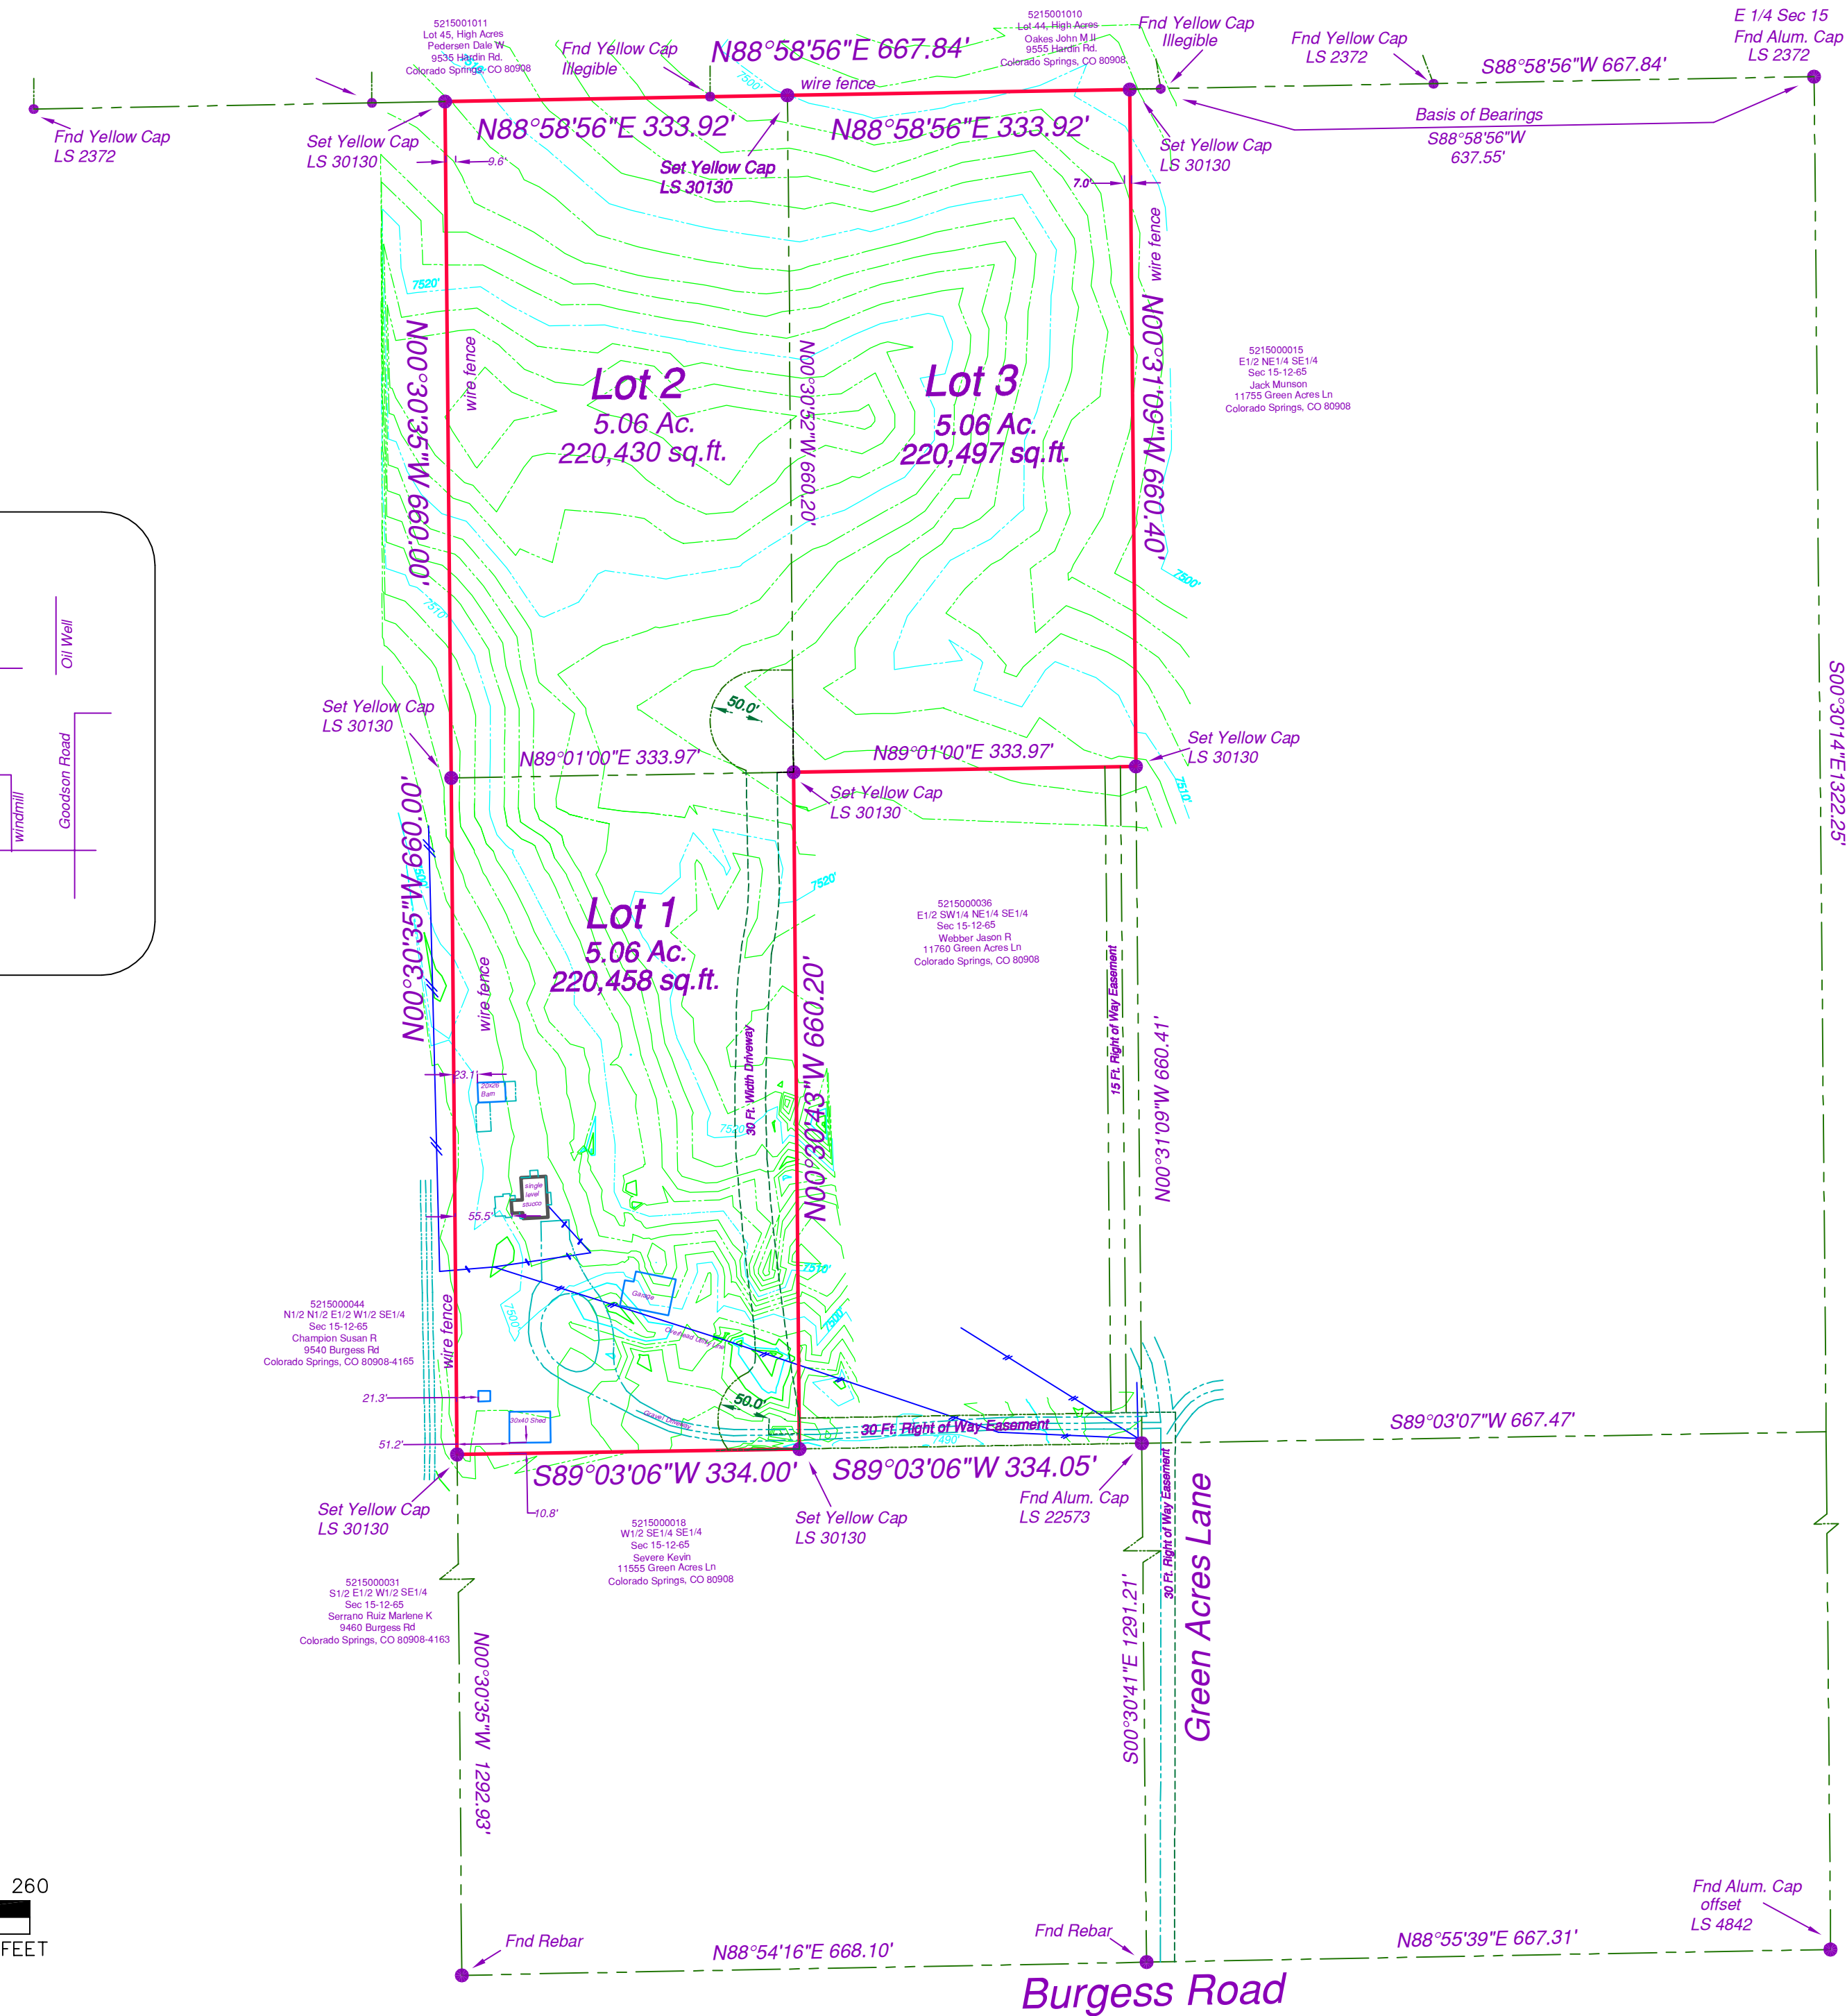 5215001011
Lot 45, High Acres
Pedersen Dale W
9535 Hardin Rd.
Colorado Springs, CO 80908
Fnd Yellow Cap
Illegible
N88°58'56"E 667.84'
wire fence
7500'
5215001010
Lot 44, High Acres
Oakes John M II
9555 Hardin Rd.
Colorado Springs, CO 80908
Fnd Yellow Cap
Illegible
Fnd Yellow Cap
LS 2372
S88°58'56"W 667.84'
E 1/4 Sec 15
Fnd Alum. Cap
LS 2372
Fnd Yellow Cap
LS 2372
Set Yellow Cap
LS 30130
N88°58'56"E 333.92'
N88°58'56"E 333.92'
Set Yellow Cap
LS 30130
Set Yellow Cap
LS 30130
Basis of Bearings
S88°58'56"W
637.55'
9.6'
7.0'
wire fence
7520'
N00°30'35"W 660.00'
wire fence
Lot 2
5.06 Ac.
220,430 sq.ft.
N00°30'52"W 660.20'
Lot 3
5.06 Ac.
220,497 sq.ft.
N00°31'09"W 660.40'
5215000015
E1/2 NE1/4 SE1/4
Sec 15-12-65
Jack Munson
11755 Green Acres Ln
Colorado Springs, CO 80908
7510'
7500'
Oil Well
Goodson Road
windmill
S00°30'14"E1322.25'
Set Yellow Cap
LS 30130
50.0'
N89°01'00"E 333.97'
N89°01'00"E 333.97'
Set Yellow Cap
LS 30130
Set Yellow Cap
LS 30130
7510'
N00°30'35"W 660.00'
7500'
wire fence
Lot 1
5.06 Ac.
220,458 sq.ft.
7520'
5215000036
E1/2 SW1/4 NE1/4 SE1/4
Sec 15-12-65
Webber Jason R
11760 Green Acres Ln
Colorado Springs, CO 80908
15 Ft. Right of Way Easement
N00°31'09"W 660.41'
30 Ft. Width Driveway
N00°30'43"W 660.20'
23.1'
20x26
Barn
7520'
single
level
stucco
55.5'
7510'
7500'
Garage
Overhead Utility Line
7500'
5215000044
N1/2 N1/2 E1/2 W1/2 SE1/4
Sec 15-12-65
Champion Susan R
9540 Burgess Rd
Colorado Springs, CO 80908-4165
wire fence
21.3'
30x40 Shed
51.2'
Gravel Driveway
50.0'
30 Ft. Right of Way Easement
7490'
S89°03'07"W 667.47'
S89°03'06"W 334.00'
S89°03'06"W 334.05'
Set Yellow Cap
LS 30130
10.8'
Set Yellow Cap
LS 30130
Fnd Alum. Cap
LS 22573
5215000018
W1/2 SE1/4 SE1/4
Sec 15-12-65
Severe Kevin
11555 Green Acres Ln
Colorado Springs, CO 80908
30 Ft. Right of Way Easement
Green Acres Lane
5215000031
S1/2 E1/2 W1/2 SE1/4
Sec 15-12-65
Serrano Ruiz Marlene K
9460 Burgess Rd
Colorado Springs, CO 80908-4163
N00°30'35"W 1292.93'
S00°30'41"E 1291.21'
260
FEET
Fnd Rebar
N88°54'16"E 668.10'
Fnd Rebar
N88°55'39"E 667.31'
Fnd Alum. Cap
offset
LS 4842
Burgess Road